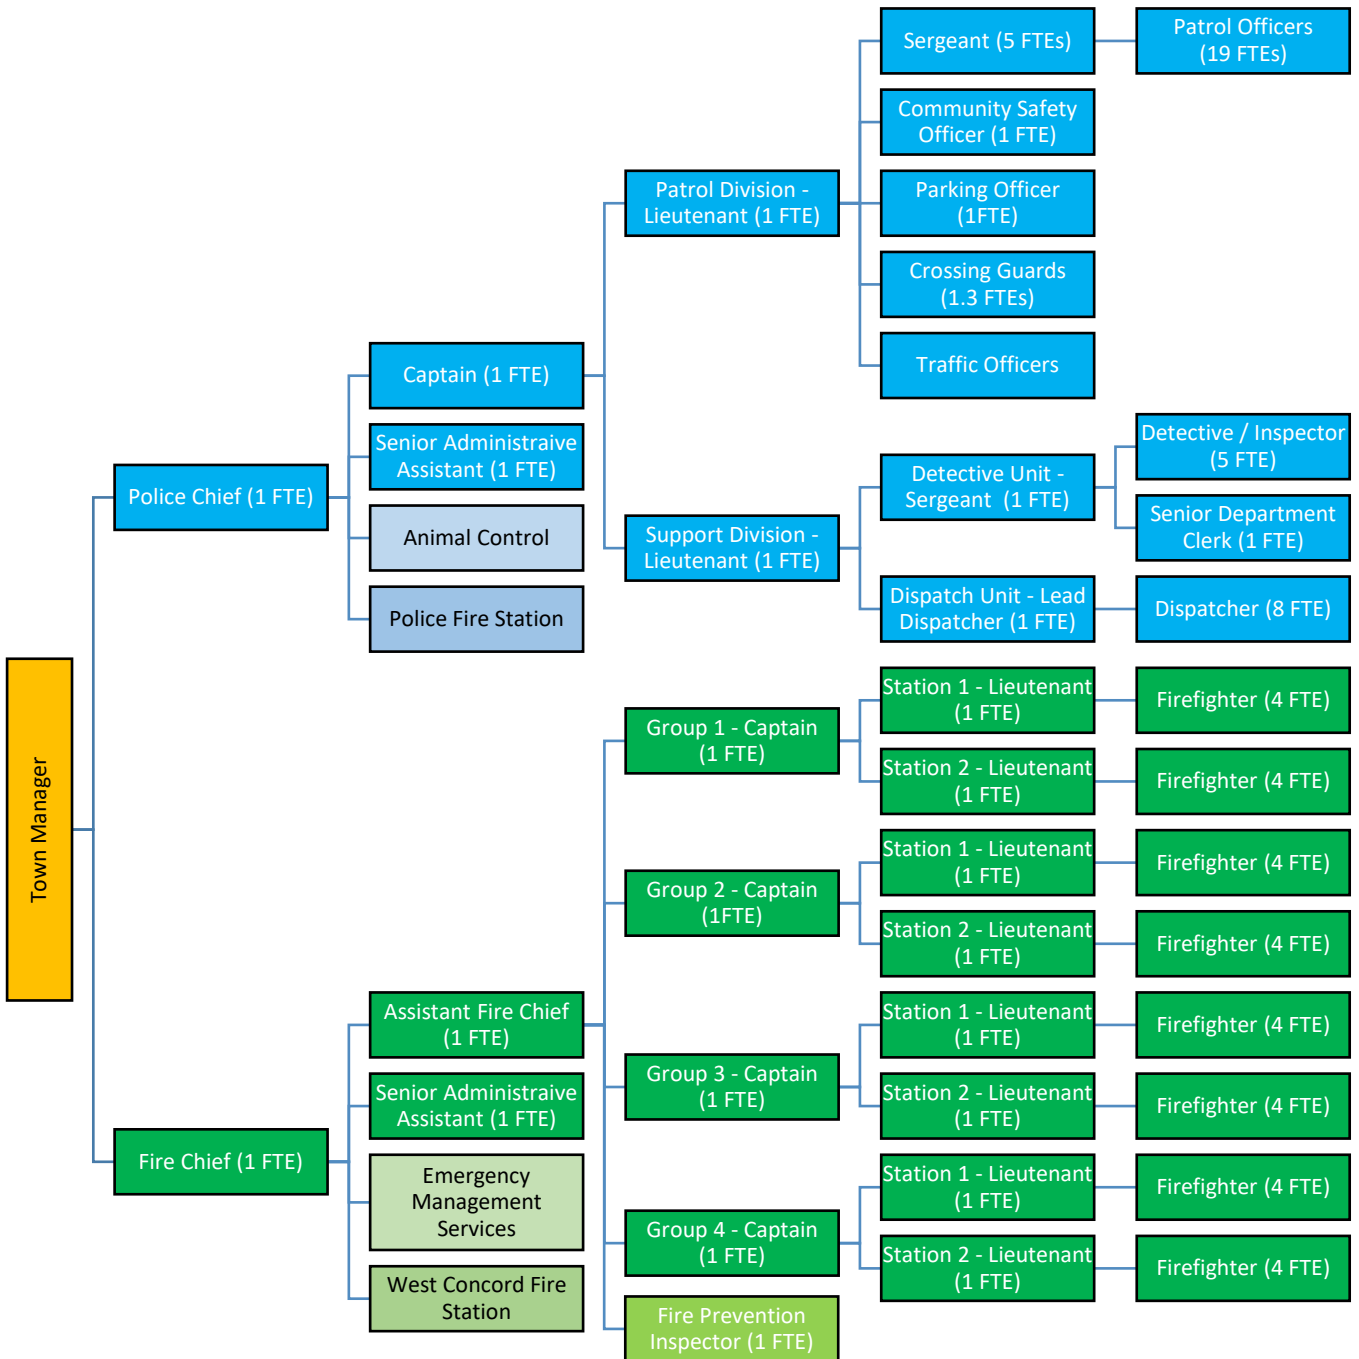 Town Manager
Police Chief (1 FTE)
Captain (1 FTE)
Senior Administraive
Assistant (1 FTE)
Animal Control
Police Fire Station
Patrol Division -
Lieutenant (1 FTE)
Sergeant (5 FTEs)
Patrol Officers
(19 FTEs)
Community Safety
Officer (1 FTE)
Parking Officer
(1FTE)
Crossing Guards
(1.3 FTEs)
Traffic Officers
Support Division -
Lieutenant (1 FTE)
Detective Unit -
Sergeant (1 FTE)
Detective / Inspector
(5 FTE)
Senior Department
Clerk (1 FTE)
Dispatch Unit - Lead
Dispatcher (1 FTE)
Dispatcher (8 FTE)
Fire Chief (1 FTE)
Assistant Fire Chief
(1 FTE)
Senior Administraive
Assistant (1 FTE)
Emergency
Management
Services
West Concord Fire
Station
Group 1 - Captain
(1 FTE)
Station 1 - Lieutenant
(1 FTE)
Firefighter (4 FTE)
Station 2 - Lieutenant
(1 FTE)
Firefighter (4 FTE)
Group 2 - Captain
(1FTE)
Station 1 - Lieutenant
(1 FTE)
Firefighter (4 FTE)
Station 2 - Lieutenant
(1 FTE)
Firefighter (4 FTE)
Group 3 - Captain
(1 FTE)
Station 1 - Lieutenant
(1 FTE)
Firefighter (4 FTE)
Station 2 - Lieutenant
(1 FTE)
Firefighter (4 FTE)
Group 4 - Captain
(1 FTE)
Station 1 - Lieutenant
(1 FTE)
Firefighter (4 FTE)
Station 2 - Lieutenant
(1 FTE)
Firefighter (4 FTE)
Fire Prevention
Inspector (1 FTE)